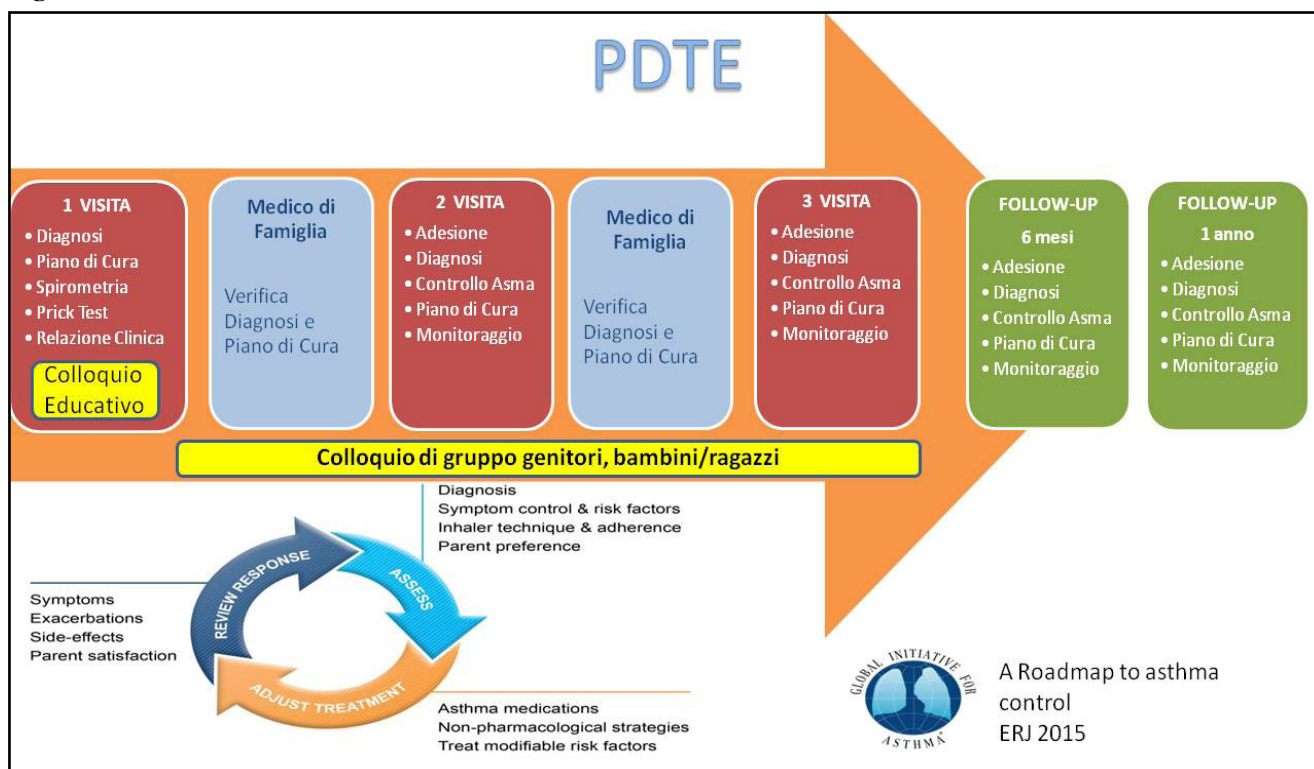 PDTE
1 VISITA
• Diagnosi
• Piano di Cura
• Spirometria
• Prick Test
• Relazione Clinica
Colloquio
Educativo
Medico di
Famiglia
Verifica
Diagnosi e
Piano di Cura
2 VISITA
• Adesione
• Diagnosi
• Controllo Asma
• Piano di Cura
• Monitoraggio
Medico di
Famiglia
Verifica
Diagnosi e
Piano di Cura
3 VISITA
• Adesione
• Diagnosi
• Controllo Asma
• Piano di Cura
• Monitoraggio
FOLLOW-UP
6 mesi
• Adesione
• Diagnosi
• Controllo Asma
• Piano di Cura
• Monitoraggio
FOLLOW-UP
1 anno
• Adesione
• Diagnosi
• Controllo Asma
• Piano di Cura
• Monitoraggio
Colloquio di gruppo genitori, bambini/ragazzi
Diagnosis
Symptom control & risk factors
Inhaler technique & adherence
Parent preference
REVIEW RESPONSE
ASSESS
ADJUST TREATMENT
Symptoms
Exacerbations
Side-effects
Parent satisfaction
Asthma medications
Non-pharmacological strategies
Treat modifiable risk factors
GLOBAL INITIATIVE FOR
ASTHMA
A Roadmap to asthma
control
ERJ 2015